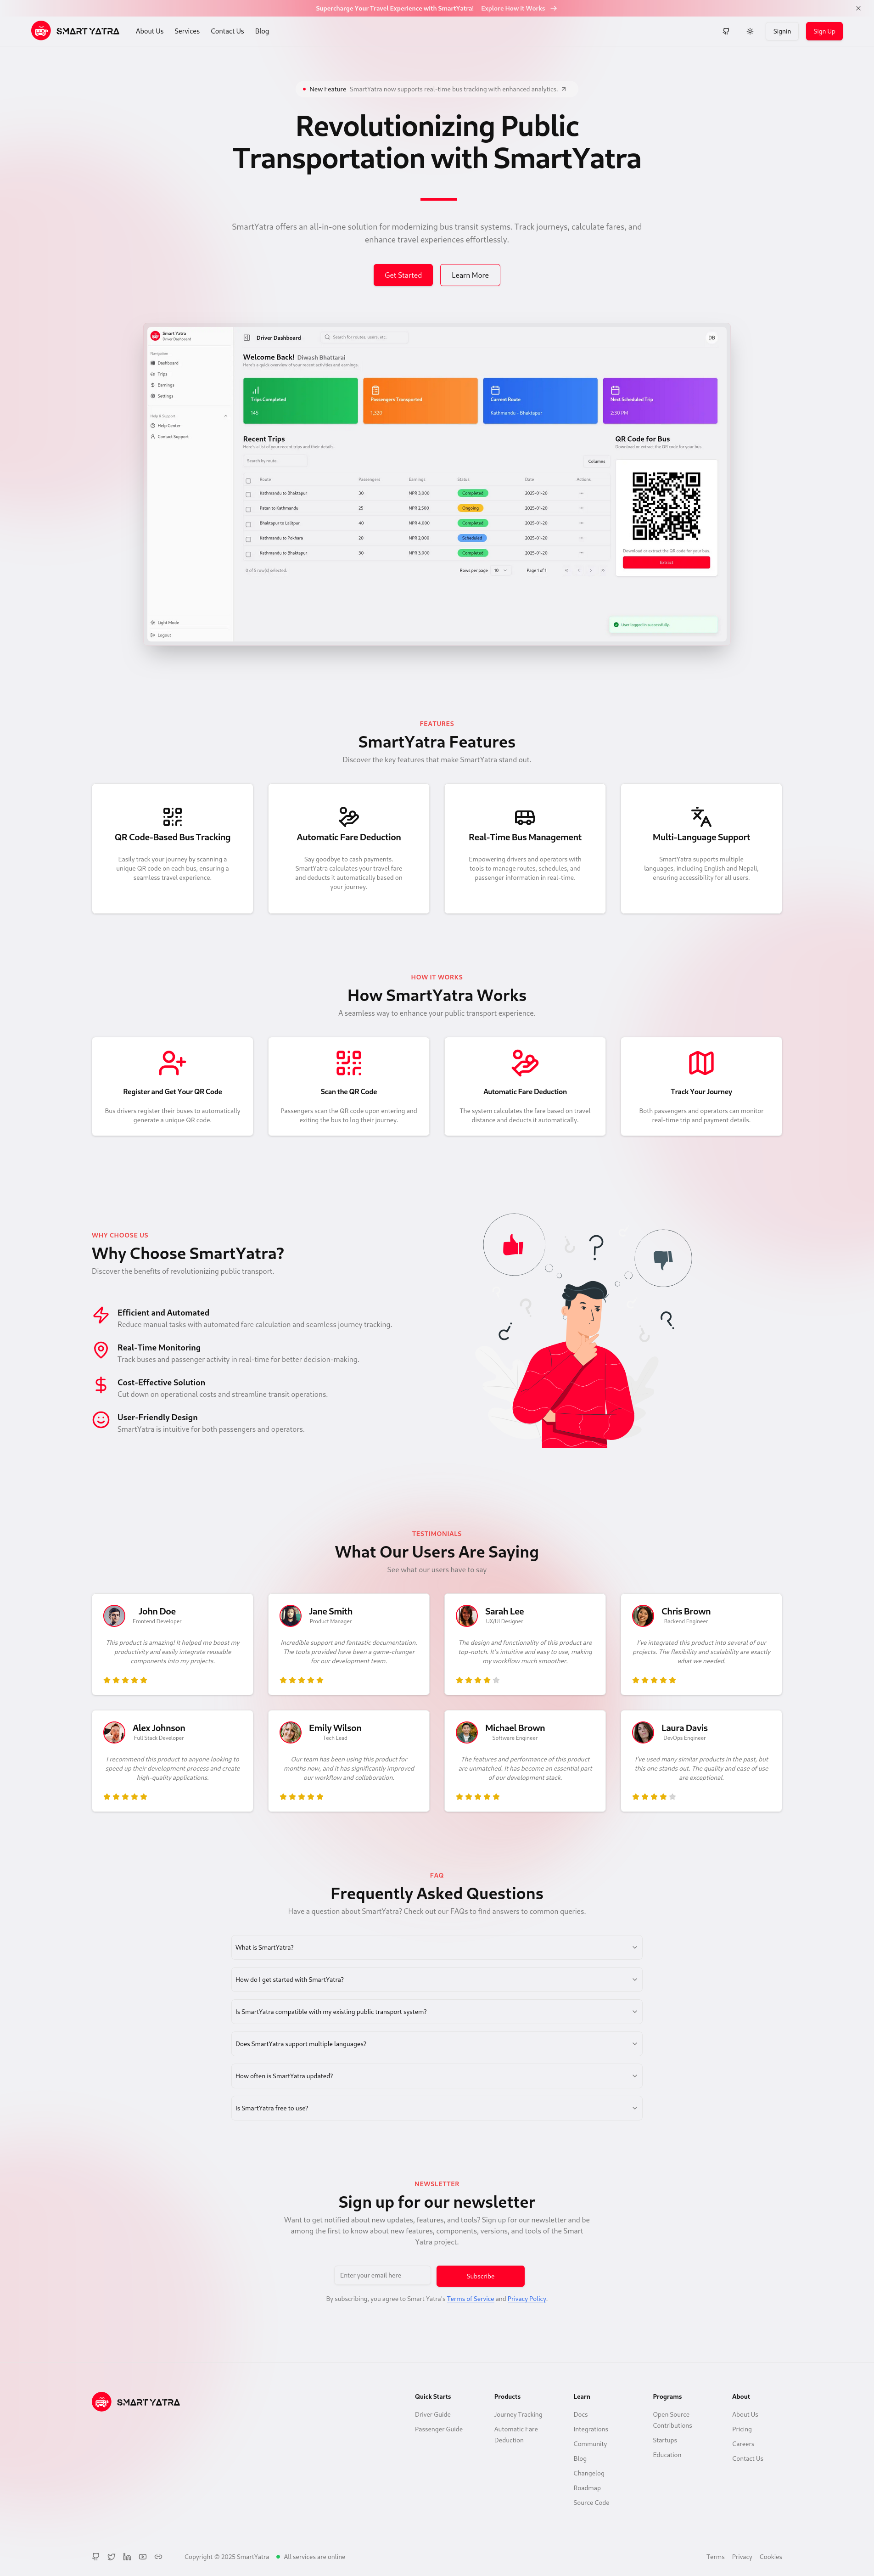 Supercharge Your Travel Experience with SmartYatra! Explore How it Works
SMART YATRA About Us Services Contact Us Blog Signin Sign Up
New Feature SmartYatra now supports real-time bus tracking with enhanced analytics.
Revolutionizing Public
Transportation with SmartYatra
SmartYatra offers an all-in-one solution for modernizing bus transit systems. Track journeys, calculate fares, and
enhance travel experiences effortlessly.
Get Started Learn More
Smart Yatra
Driver Dashboard
Navigation
Dashboard
Trips
Earnings
Settings
Help & Support
Help Center
Contact Support
Light Mode
Logout
Driver Dashboard Search for routes, users, etc. DB
Welcome Back! Diwash Bhattarai
Here's a quick overview of your recent activities and earnings.
Trips Completed
145
Passengers Transported
1,320
Current Route
Kathmandu - Bhaktapur
Next Scheduled Trip
2:30 PM
Recent Trips
Here's a list of your recent trips and their details.
Search by route Columns
Route Passengers Earnings Status Date Actions
Kathmandu to Bhaktapur 30 NPR 3,000 Completed 2025-01-20
Patan to Kathmandu 25 NPR 2,500 Ongoing 2025-01-20
Bhaktapur to Lalitpur 40 NPR 4,000 Completed 2025-01-20
Kathmandu to Pokhara 20 NPR 2,000 Scheduled 2025-01-20
Kathmandu to Bhaktapur 30 NPR 3,000 Completed 2025-01-20
0 of 5 row(s) selected. Rows per page 10 Page 1 of 1
QR Code for Bus
Download or extract the QR code for your bus
Download or extract the QR code for your bus.
Extract
User logged in successfully.
FEATURES
SmartYatra Features
Discover the key features that make SmartYatra stand out.
QR Code-Based Bus Tracking
Easily track your journey by scanning a
unique QR code on each bus, ensuring a
seamless travel experience.
Automatic Fare Deduction
Say goodbye to cash payments.
SmartYatra calculates your travel fare
and deducts it automatically based on
your journey.
Real-Time Bus Management
Empowering drivers and operators with
tools to manage routes, schedules, and
passenger information in real-time.
Multi-Language Support
SmartYatra supports multiple
languages, including English and Nepali,
ensuring accessibility for all users.
HOW IT WORKS
How SmartYatra Works
A seamless way to enhance your public transport experience.
Register and Get Your QR Code
Bus drivers register their buses to automatically
generate a unique QR code.
Scan the QR Code
Passengers scan the QR code upon entering and
exiting the bus to log their journey.
Automatic Fare Deduction
The system calculates the fare based on travel
distance and deducts it automatically.
Track Your Journey
Both passengers and operators can monitor
real-time trip and payment details.
WHY CHOOSE US
Why Choose SmartYatra?
Discover the benefits of revolutionizing public transport.
Efficient and Automated
Reduce manual tasks with automated fare calculation and seamless journey tracking.
Real-Time Monitoring
Track buses and passenger activity in real-time for better decision-making.
Cost-Effective Solution
Cut down on operational costs and streamline transit operations.
User-Friendly Design
SmartYatra is intuitive for both passengers and operators.
TESTIMONIALS
What Our Users Are Saying
See what our users have to say
John Doe
Frontend Developer
This product is amazing! It helped me boost my
productivity and easily integrate reusable
components into my projects.
Jane Smith
Product Manager
Incredible support and fantastic documentation.
The tools provided have been a game-changer
for our development team.
Sarah Lee
UX/UI Designer
The design and functionality of this product are
top-notch. It's intuitive and easy to use, making
my workflow much smoother.
Chris Brown
Backend Engineer
I've integrated this product into several of our
projects. The flexibility and scalability are exactly
what we needed.
Alex Johnson
Full Stack Developer
I recommend this product to anyone looking to
speed up their development process and create
high-quality applications.
Emily Wilson
Tech Lead
Our team has been using this product for
months now, and it has significantly improved
our workflow and collaboration.
Michael Brown
Software Engineer
The features and performance of this product
are unmatched. It has become an essential part
of our development stack.
Laura Davis
DevOps Engineer
I've used many similar products in the past, but
this one stands out. The quality and ease of use
are exceptional.
FAQ
Frequently Asked Questions
Have a question about SmartYatra? Check out our FAQs to find answers to common queries.
What is SmartYatra?
How do I get started with SmartYatra?
Is SmartYatra compatible with my existing public transport system?
Does SmartYatra support multiple languages?
How often is SmartYatra updated?
Is SmartYatra free to use?
NEWSLETTER
Sign up for our newsletter
Want to get notified about new updates, features, and tools? Sign up for our newsletter and be
among the first to know about new features, components, versions, and tools of the Smart
Yatra project.
Enter your email here Subscribe
By subscribing, you agree to Smart Yatra's Terms of Service and Privacy Policy.
SMART YATRA
Quick Starts
Driver Guide
Passenger Guide
Products
Journey Tracking
Automatic Fare
Deduction
Learn
Docs
Integrations
Community
Blog
Changelog
Roadmap
Source Code
Programs
Open Source
Contributions
Startups
Education
About
About Us
Pricing
Careers
Contact Us
Copyright © 2025 SmartYatra All services are online Terms Privacy Cookies